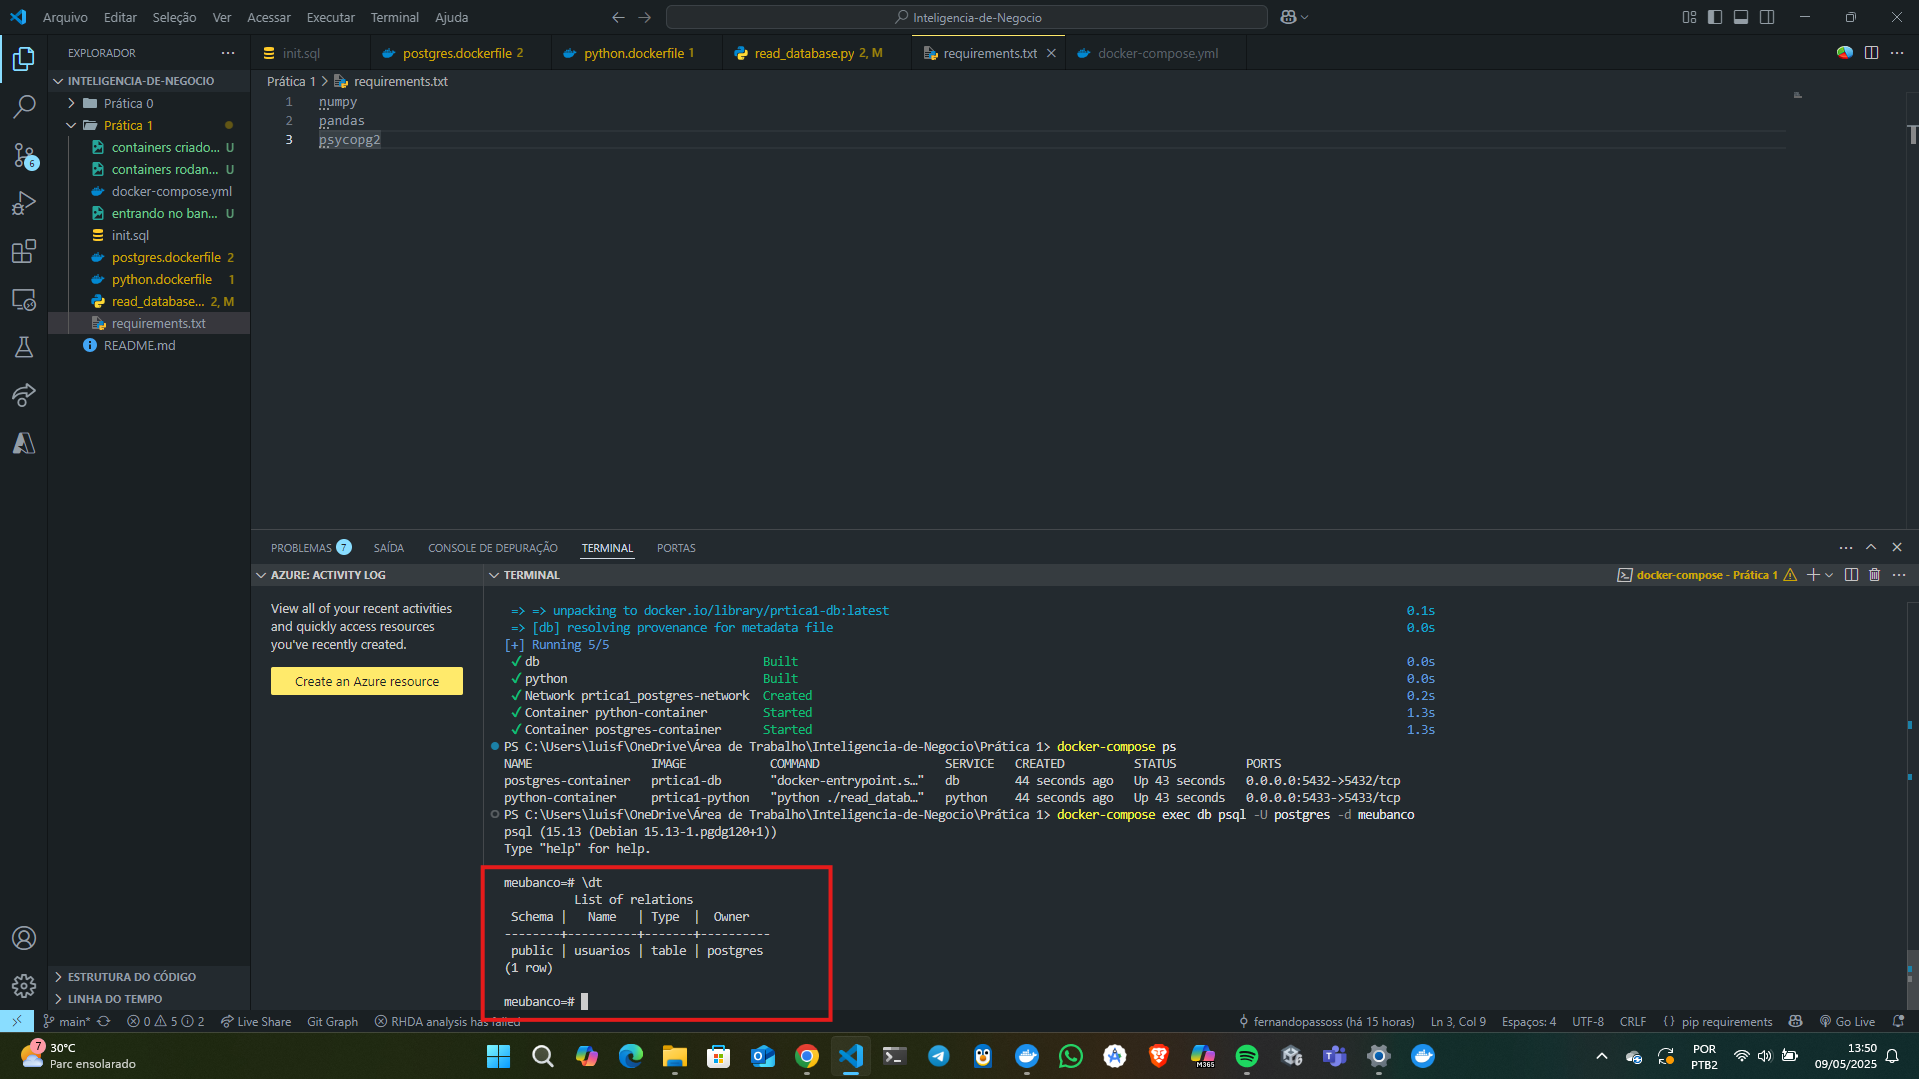 Arquivo Editar Seleção Ver Acessar Executar Terminal Ajuda
Inteligencia-de-Negocio
EXPLORADOR
INTELIGENCIA-DE-NEGOCIO
Prática 0
Prática 1
containers criado... U
containers rodan... U
docker-compose.yml
entrando no ban... U
init.sql
postgres.dockerfile 2
python.dockerfile 1
read_database... 2, M
requirements.txt
README.md
ESTRUTURA DO CÓDIGO
LINHA DO TEMPO
6
init.sql
postgres.dockerfile 2
python.dockerfile 1
read_database.py 2, M
requirements.txt
docker-compose.yml
Prática 1 > requirements.txt
1 numpy
2 pandas
3 psycopg2
PROBLEMAS 7 SAÍDA CONSOLE DE DEPURAÇÃO TERMINAL PORTAS
AZURE: ACTIVITY LOG
View all of your recent activities
and quickly access resources
you've recently created.
Create an Azure resource
TERMINAL
docker-compose - Prática 1
=> => unpacking to docker.io/library/prtica1-db:latest 0.1s
=> [db] resolving provenance for metadata file 0.0s
[+] Running 5/5
✓ db Built 0.0s
✓ python Built 0.0s
✓ Network prtica1_postgres-network Created 0.2s
✓ Container python-container Started 1.3s
✓ Container postgres-container Started 1.3s
PS C:\Users\luisf\OneDrive\Área de Trabalho\Inteligencia-de-Negocio\Prática 1> docker-compose ps
NAME IMAGE COMMAND SERVICE CREATED STATUS PORTS
postgres-container prtica1-db "docker-entrypoint.s…" db 44 seconds ago Up 43 seconds 0.0.0.0:5432->5432/tcp
python-container prtica1-python "python ./read_datab…" python 44 seconds ago Up 43 seconds 0.0.0.0:5433->5433/tcp
PS C:\Users\luisf\OneDrive\Área de Trabalho\Inteligencia-de-Negocio\Prática 1> docker-compose exec db psql -U postgres -d meubanco
psql (15.13 (Debian 15.13-1.pgdg120+1))
Type "help" for help.
meubanco=# \dt
List of relations
Schema | Name | Type | Owner
--------+----------+-------+----------
public | usuarios | table | postgres
(1 row)
meubanco=#
main* 0 5 2 Live Share Git Graph RHDA analysis has failed fernandopassoss (há 15 horas) Ln 3, Col 9 Espaços: 4 UTF-8 CRLF { } pip requirements Go Live
7
30°C
Parc ensolarado
M365
POR
PTB2
13:50
09/05/2025